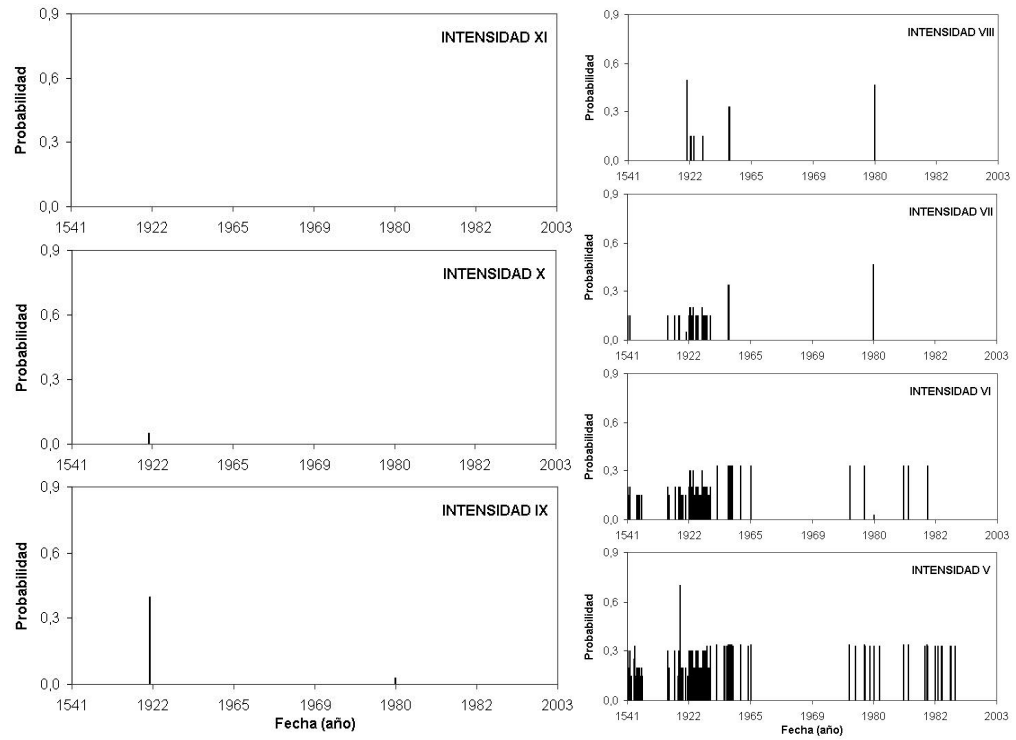 0,9
INTENSIDAD XI
0,6
Probabilidad
0,3
0,0
1541 1922 1965 1969 1980 1982 2003
0,9
INTENSIDAD X
0,6
Probabilidad
0,3
0,0
1541 1922 1965 1969 1980 1982 2003
0,9
INTENSIDAD IX
0,6
Probabilidad
0,3
0,0
1541 1922 1965 1969 1980 1982 2003
Fecha (año)
0,9
INTENSIDAD VIII
0,6
Probabilidad
0,3
0,0
1541 1922 1965 1969 1980 1982 2003
0,9
INTENSIDAD VII
0,6
Probabilidad
0,3
0,0
1541 1922 1965 1969 1980 1982 2003
0,9
INTENSIDAD VI
0,6
Probabilidad
0,3
0,0
1541 1922 1965 1969 1980 1982 2003
0,9
INTENSIDAD V
0,6
Probabilidad
0,3
0,0
1541 1922 1965 1969 1980 1982 2003
Fecha (año)